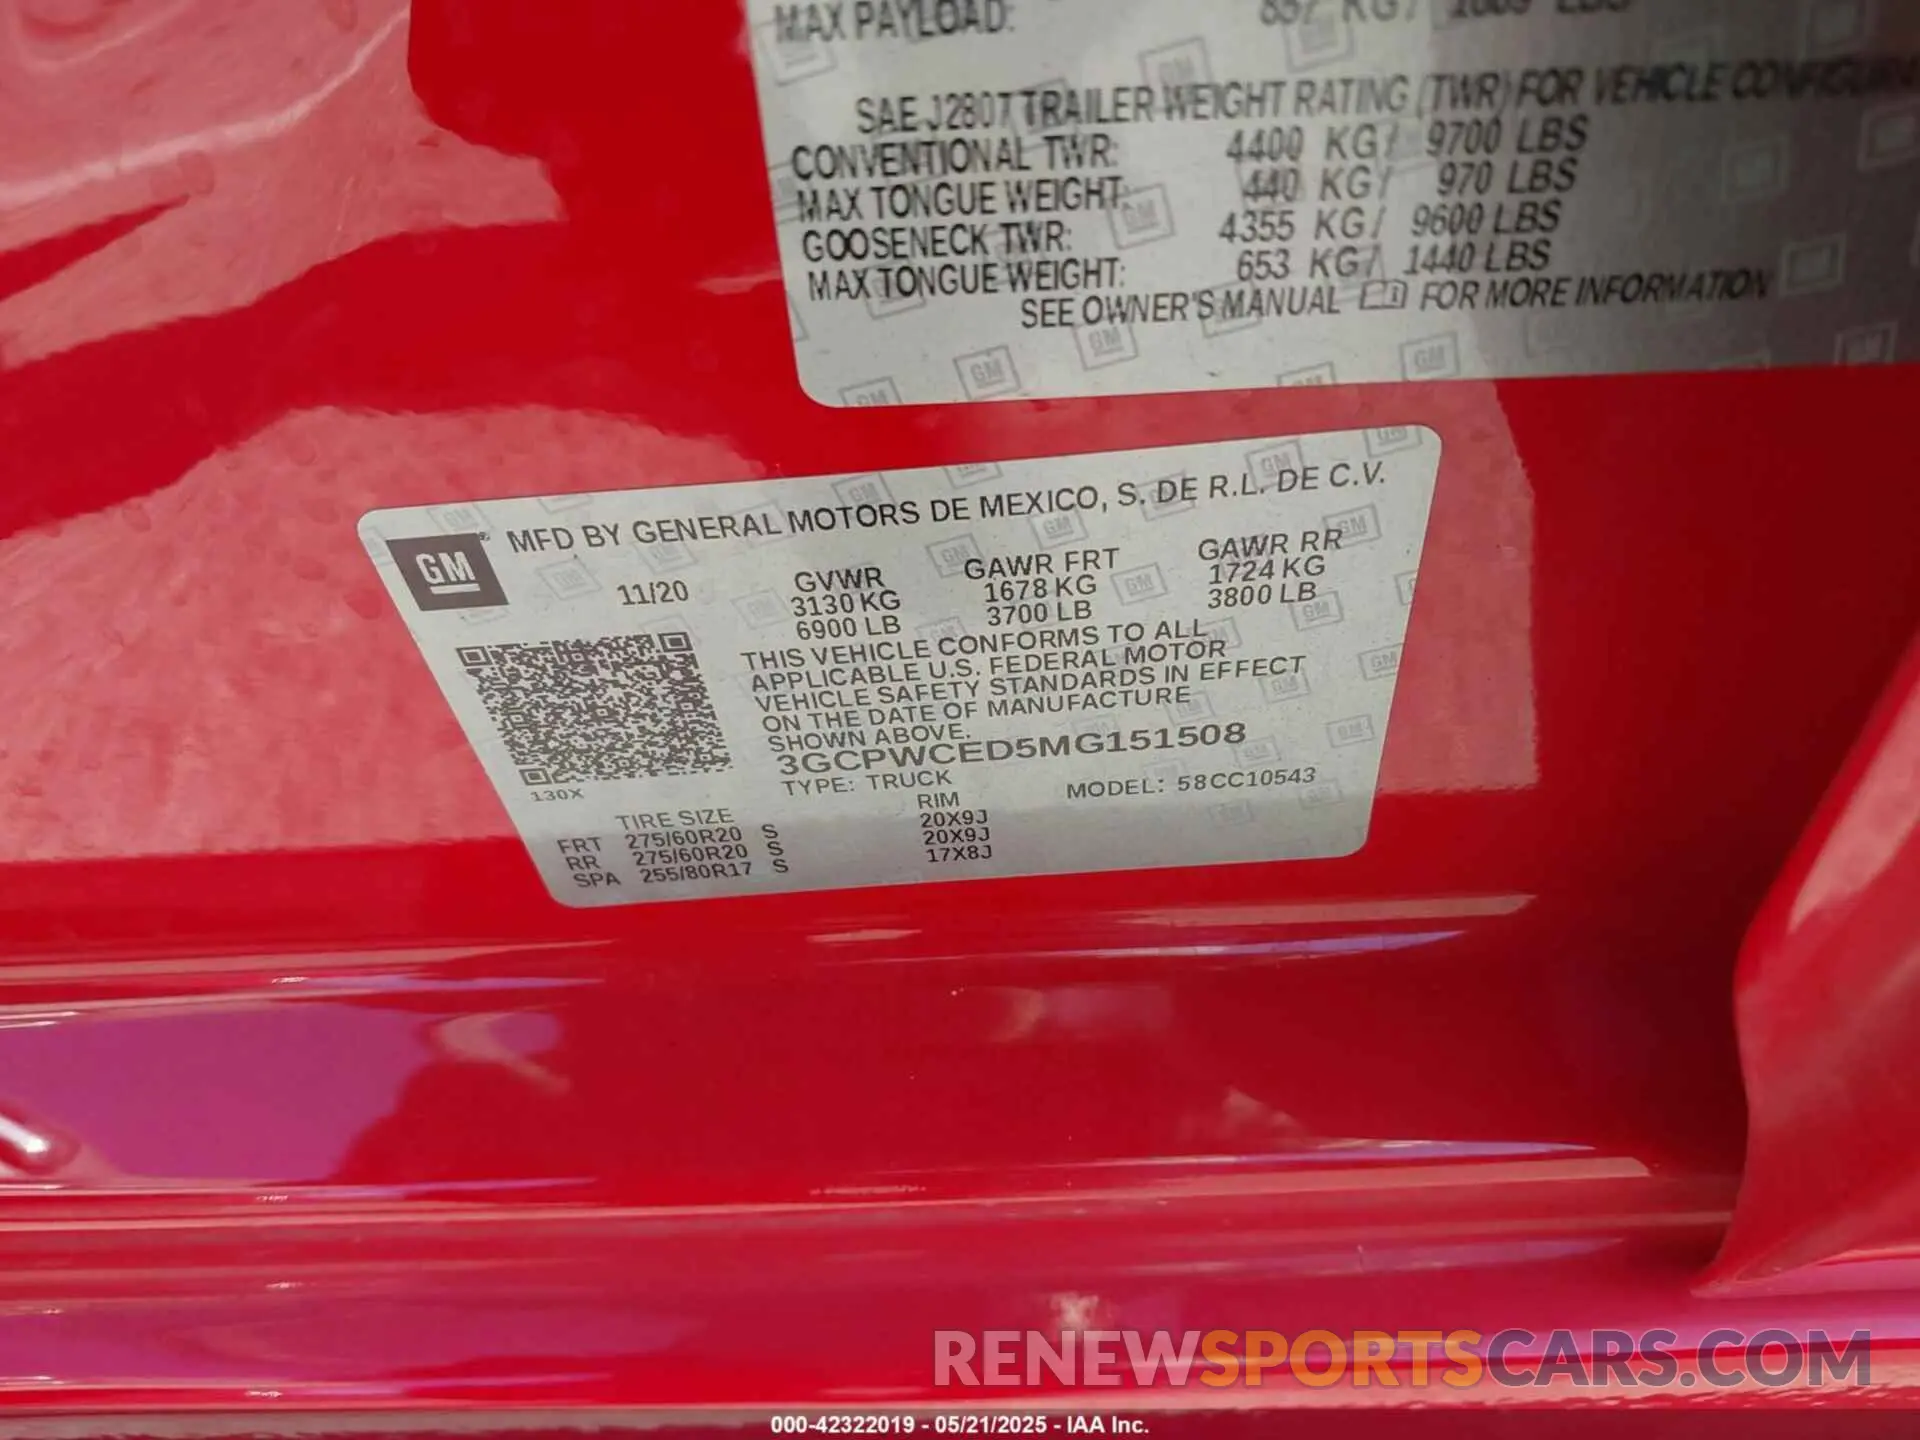 MAX PAYLOAD: KG/ LBS
SAE J2807 TRAILER WEIGHT RATING (TWR) FOR VEHICLE
CONVENTIONAL TWR: 4400 KG/ 9700 LBS
MAX TONGUE WEIGHT: 440 KG/ 970 LBS
GOOSENECK TWR: 4355 KG/ 9600 LBS
MAX TONGUE WEIGHT: 653 KG/ 1440 LBS
SEE OWNER'S MANUAL FOR MORE INFORMATION
GM® MFD BY GENERAL MOTORS DE MEXICO, S. DE R.L. DE C.V.
11/20 GVWR GAWR FRT GAWR RR
3130 KG 1678 KG 1724 KG
6900 LB 3700 LB 3800 LB
THIS VEHICLE CONFORMS TO ALL
APPLICABLE U.S. FEDERAL MOTOR
VEHICLE SAFETY STANDARDS IN EFFECT
ON THE DATE OF MANUFACTURE
SHOWN ABOVE.
3GCPWCED5MG151508
130X TYPE: TRUCK MODEL: 58CC10543
TIRE SIZE RIM
FRT 275/60R20 S 20X9J
RR 275/60R20 S 20X9J
SPA 255/80R17 S 17X8J
RENEWSPORTSCARS.COM
000-42322019 - 05/21/2025 - IAA Inc.